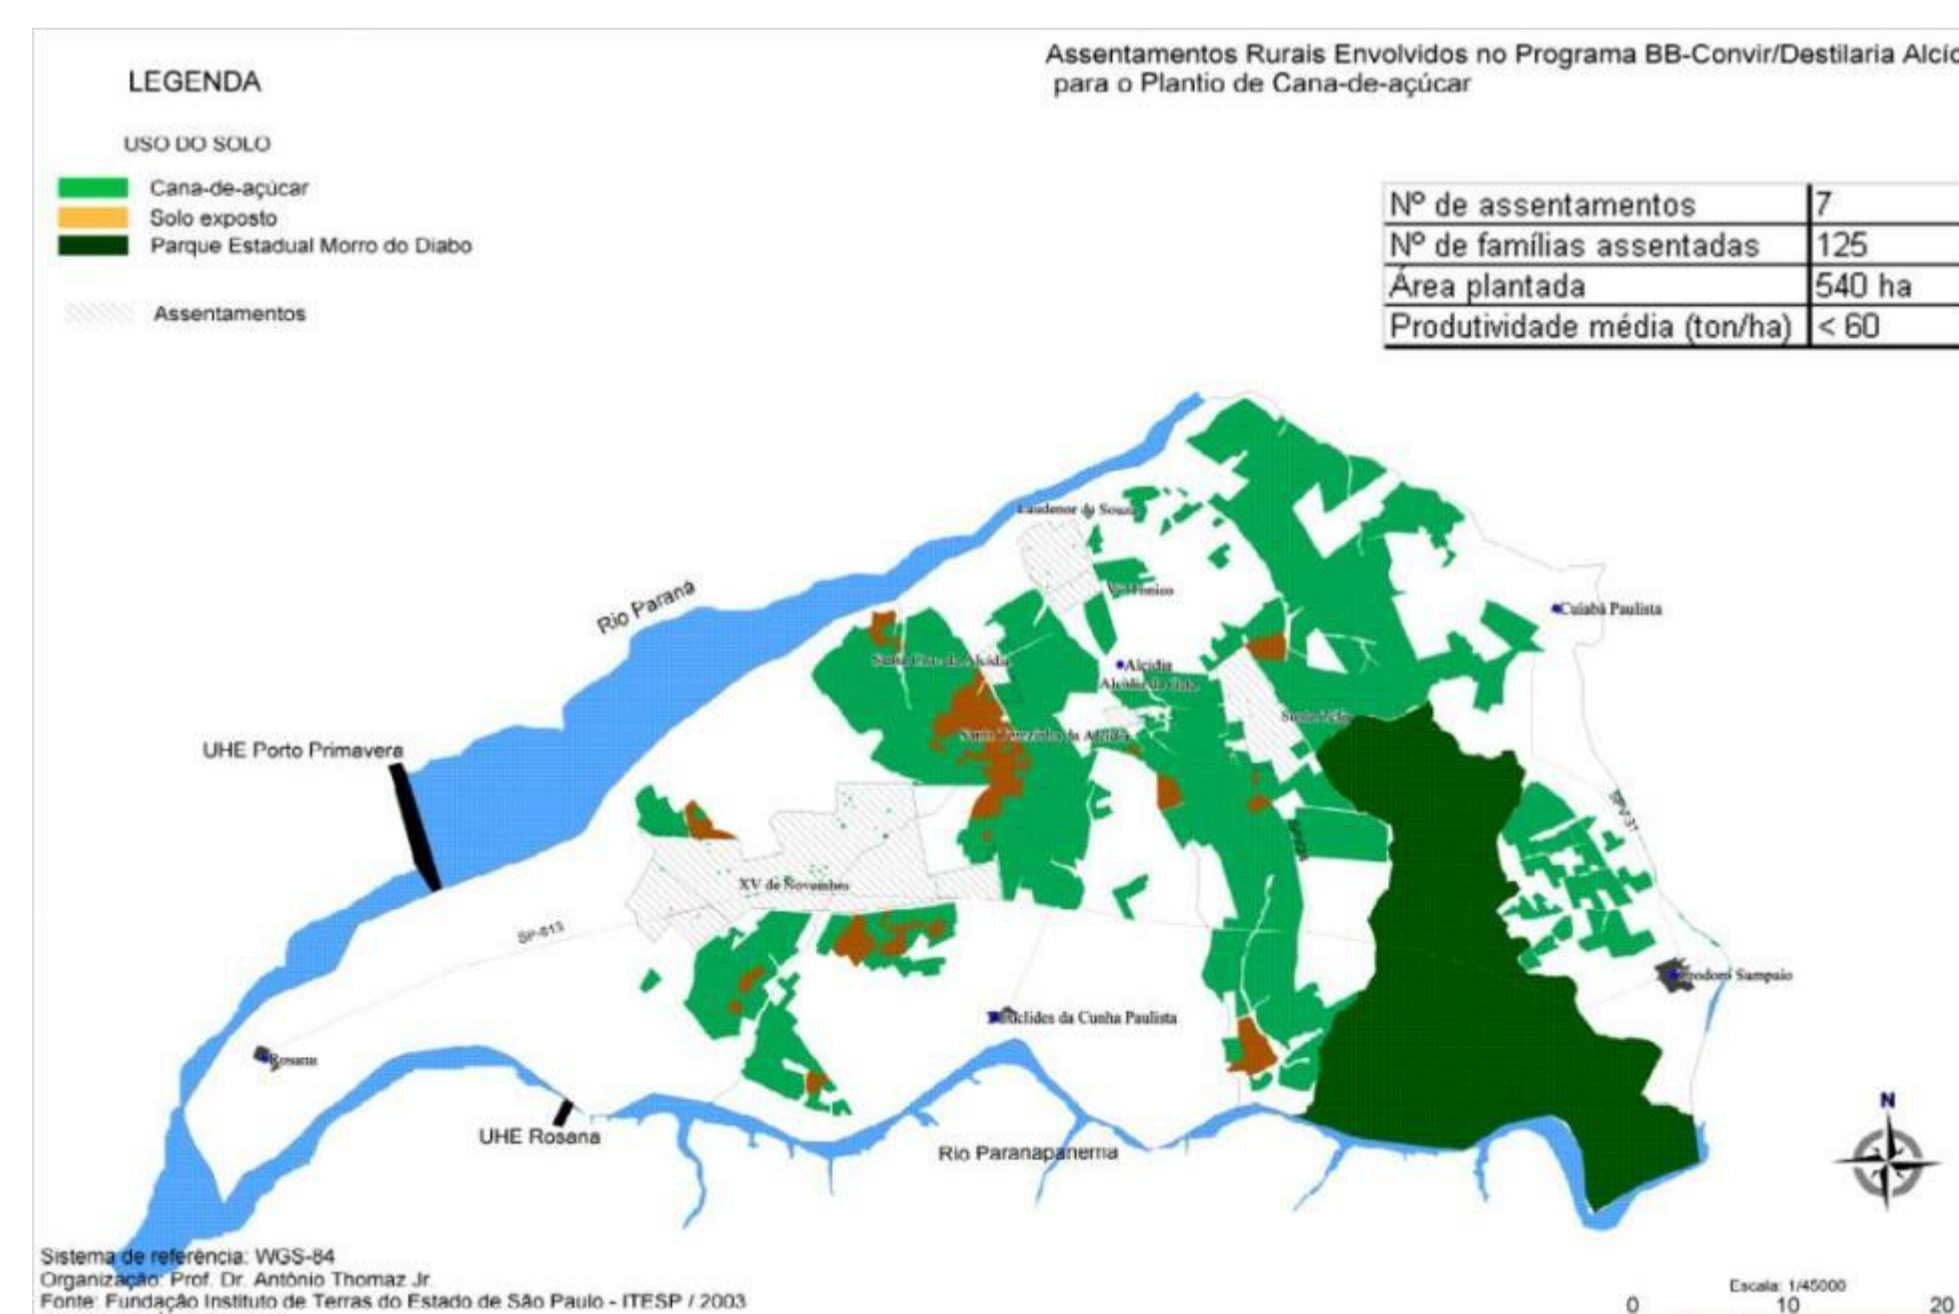 LEGENDA
USO DO SOLO
Cana-de-açúcar
Solo exposto
Parque Estadual Morro do Diabo
Assentamentos
Assentamentos Rurais Envolvidos no Programa BB-Convir/Destilaria
para o Plantio de Cana-de-açúcar
Nº de assentamentos 7
Nº de famílias assentadas 125
Área plantada 540 ha
Produtividade média (ton/ha) < 60
Rio Paraná
Cuiabá Paulista
Alcídia
UHE Porto Primavera
XV de Novembro
SP-613
Sampaio
da Cunha Paulista
Rosana
UHE Rosana
Rio Paranapanema
N
Sistema de referência: WGS-84
Organização: Prof. Dr. Antônio Thomaz Jr.
Fonte: Fundação Instituto de Terras do Estado de São Paulo - ITESP / 2003
Escala: 1/45000
0 10 20